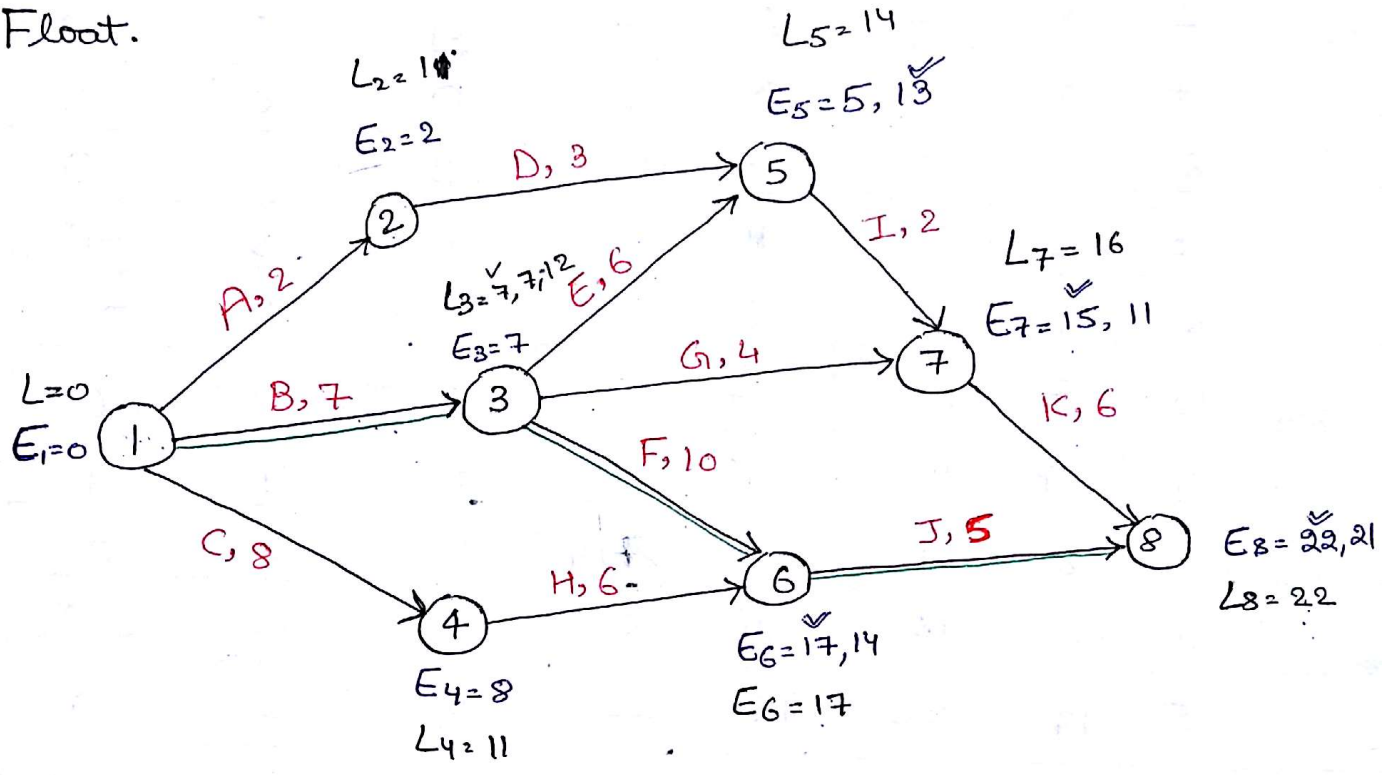 Float.
L5=14
E5=5, 13
E2=2
D, 3
5
2
I, 2
A, 2
L7=16
E7=15, 11
L3=7, 7, 12
E3=7
E, 6
G, 4
7
K, 6
L=0
E1=0
1
B, 7
3
F, 10
C, 8
J, 5
8
E8=22, 21
L8=22
H, 6
6
4
E6=17, 14
E6=17
E4=8
L4=11